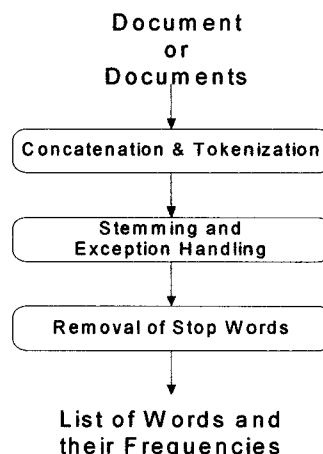 Document
or
Documents
Concatenation & Tokenization
Stemming and
Exception Handling
Removal of Stop Words
List of Words and
their Frequencies